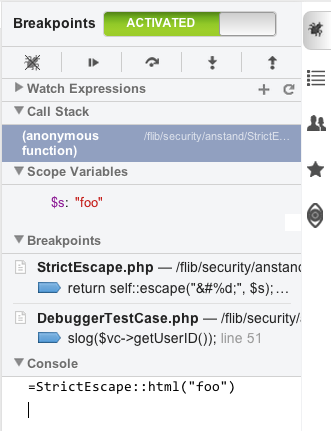 Breakpoints ACTIVATED
Watch Expressions
Call Stack
(anonymous /flib/security/anstand/StrictE...
function)
Scope Variables
$s: "foo"
Breakpoints
StrictEscape.php — /flib/security/anstand
return self::escape("&#%d;", $s);...
DebuggerTestCase.php — /flib/security/
slog($vc->getUserID()); line 51
Console
=StrictEscape::html("foo")